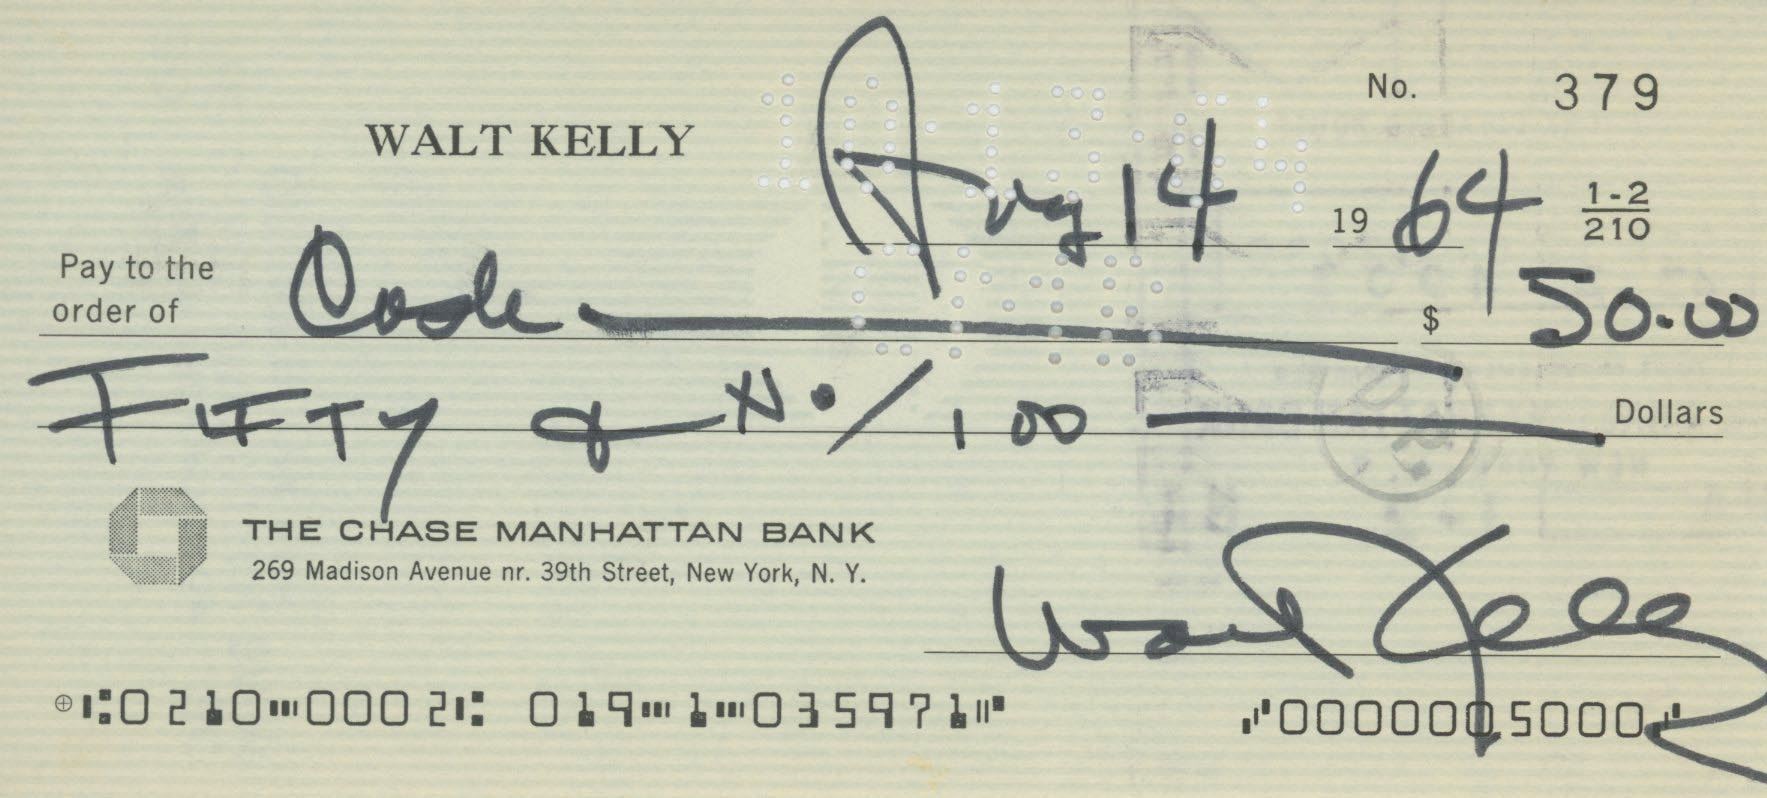 No. 379
WALT KELLY
Aug 14 19 64 1-2/210
Pay to the
order of Cash $ 50.00
FIFTY & No/100 Dollars
THE CHASE MANHATTAN BANK
269 Madison Avenue nr. 39th Street, New York, N. Y.
Walt Kelly
⑆0210⑉0002⑆ 019⑉1⑉035971⑈ ⑇0000005000⑇